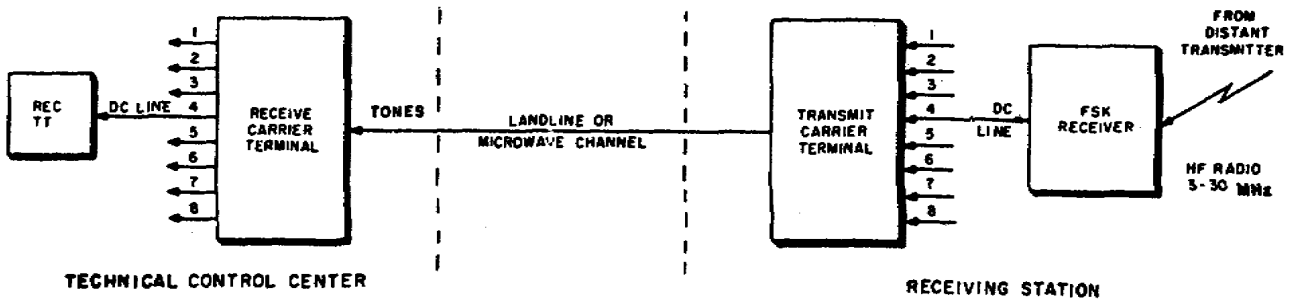 REC
TT
DC LINE
1
2
3
4
5
6
7
8
RECEIVE
CARRIER
TERMINAL
TONES
LANDLINE OR
MICROWAVE CHANNEL
TRANSMIT
CARRIER
TERMINAL
1
2
3
4
5
6
7
8
DC
LINE
FSK
RECEIVER
FROM
DISTANT
TRANSMITTER
HF RADIO
3-30 MHz
TECHNICAL CONTROL CENTER
RECEIVING STATION